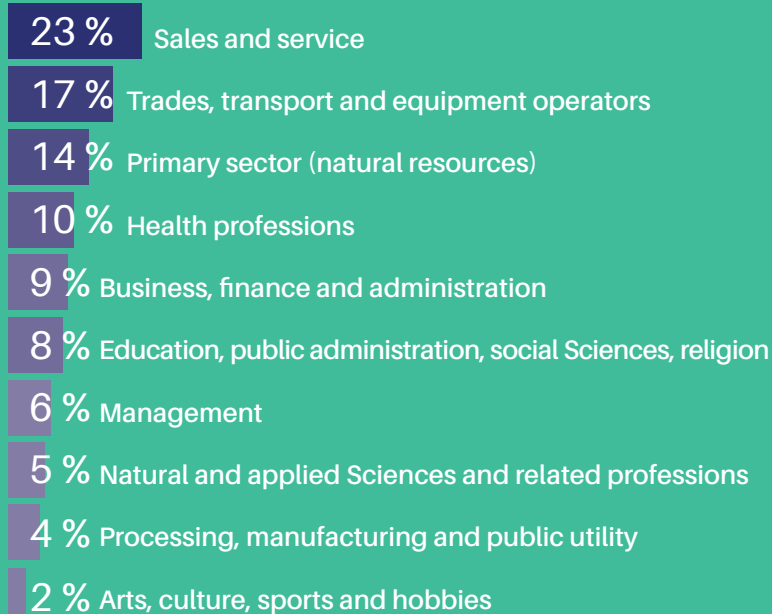 23 % Sales and service
17 % Trades, transport and equipment operators
14 % Primary sector (natural resources)
10 % Health professions
9 % Business, finance and administration
8 % Education, public administration, social Sciences, religion
6 % Management
5 % Natural and applied Sciences and related professions
4 % Processing, manufacturing and public utility
2 % Arts, culture, sports and hobbies